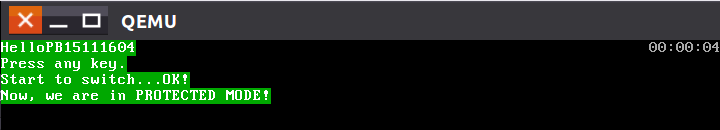 QEMU
HelloPB15111604 00:00:04
Press any key.
Start to switch...OK!
Now, we are in PROTECTED MODE!